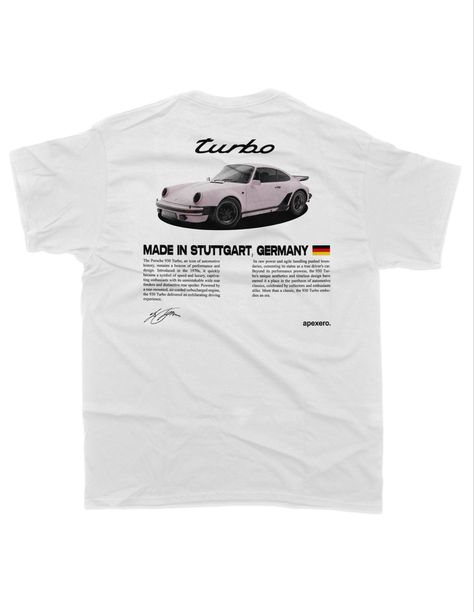 turbo
MADE IN STUTTGART, GERMANY
The Porsche 930 Turbo, an icon of automotive
history, remains a beacon of performance and
design. Introduced in the 1970s, it quickly
became a symbol of speed and luxury, captivat-
ing enthusiasts with its unmistakable wide rear
fenders and distinctive rear spoiler. Powered by
a rear-mounted, air-cooled turbocharged engine,
the 930 Turbo delivered an exhilarating driving
experience.
Its raw power and agile handling pushed boun-
daries, cementing its status as a true driver's car.
Beyond its performance prowess, the 930 Tur-
bo's unique aesthetics and timeless design have
earned it a place in the pantheon of automotive
classics, celebrated by collectors and enthusiasts
alike. More than a classic, the 930 Turbo embo-
dies an era.
apexero.